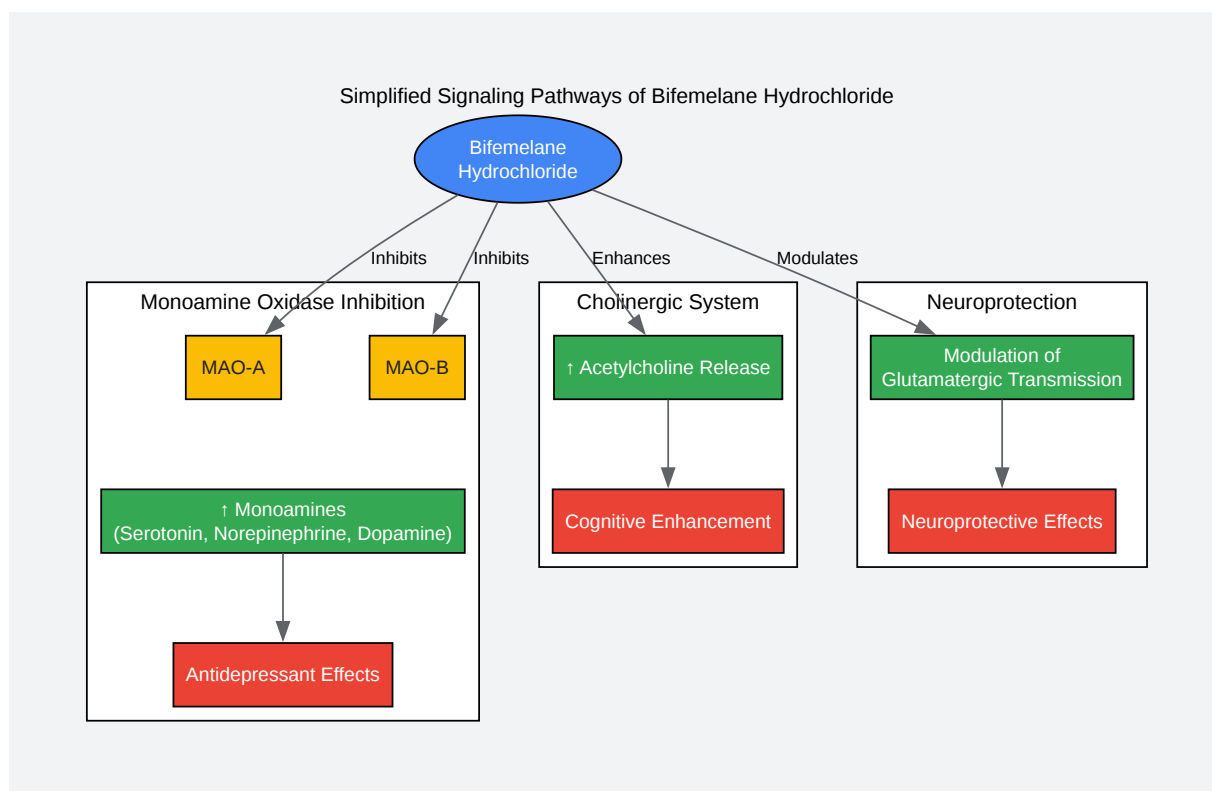 Simplified Signaling Pathways of Bifemelane Hydrochloride
Bifemelane
Hydrochloride
Inhibits
Inhibits
Enhances
Modulates
Monoamine Oxidase Inhibition
MAO-A
MAO-B
↑ Monoamines
(Serotonin, Norepinephrine, Dopamine)
Antidepressant Effects
Cholinergic System
↑ Acetylcholine Release
Cognitive Enhancement
Neuroprotection
Modulation of
Glutamatergic Transmission
Neuroprotective Effects